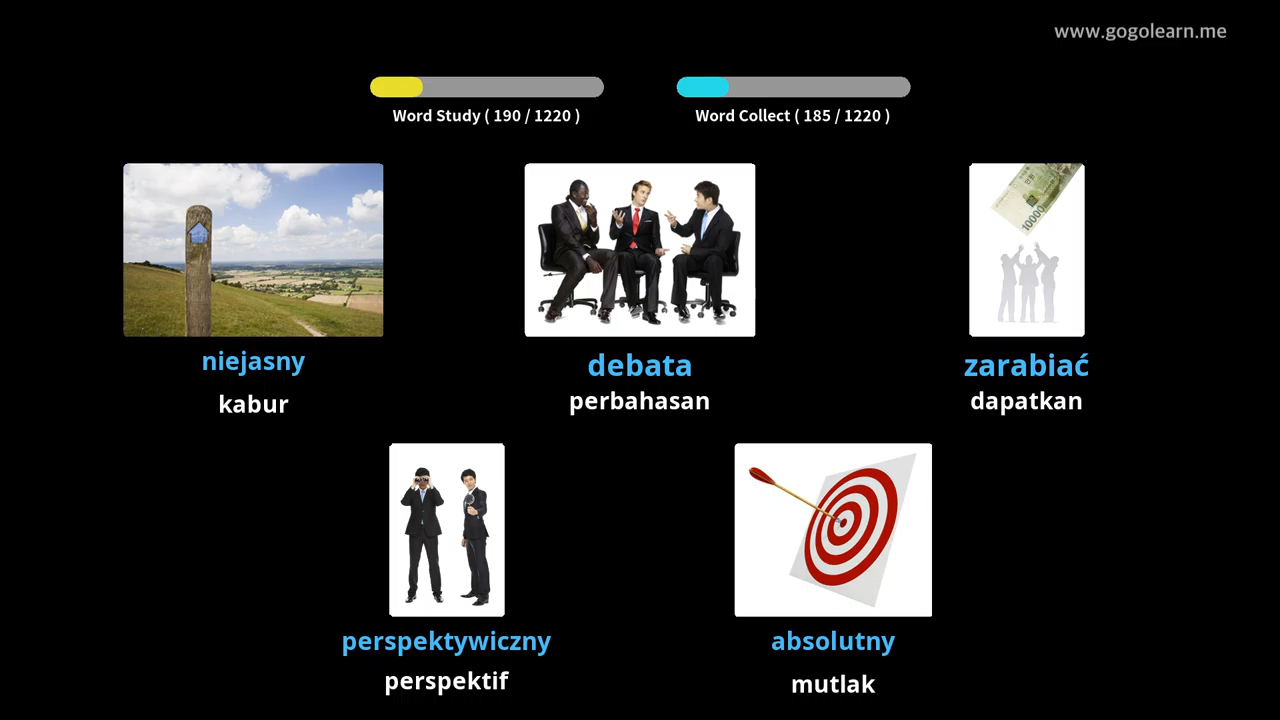 www.gogolearn.me
Word Study ( 190 / 1220 )
Word Collect ( 185 / 1220 )
10000
niejasny
debata
zarabiać
kabur
perbahasan
dapatkan
perspektywiczny
absolutny
perspektif
mutlak